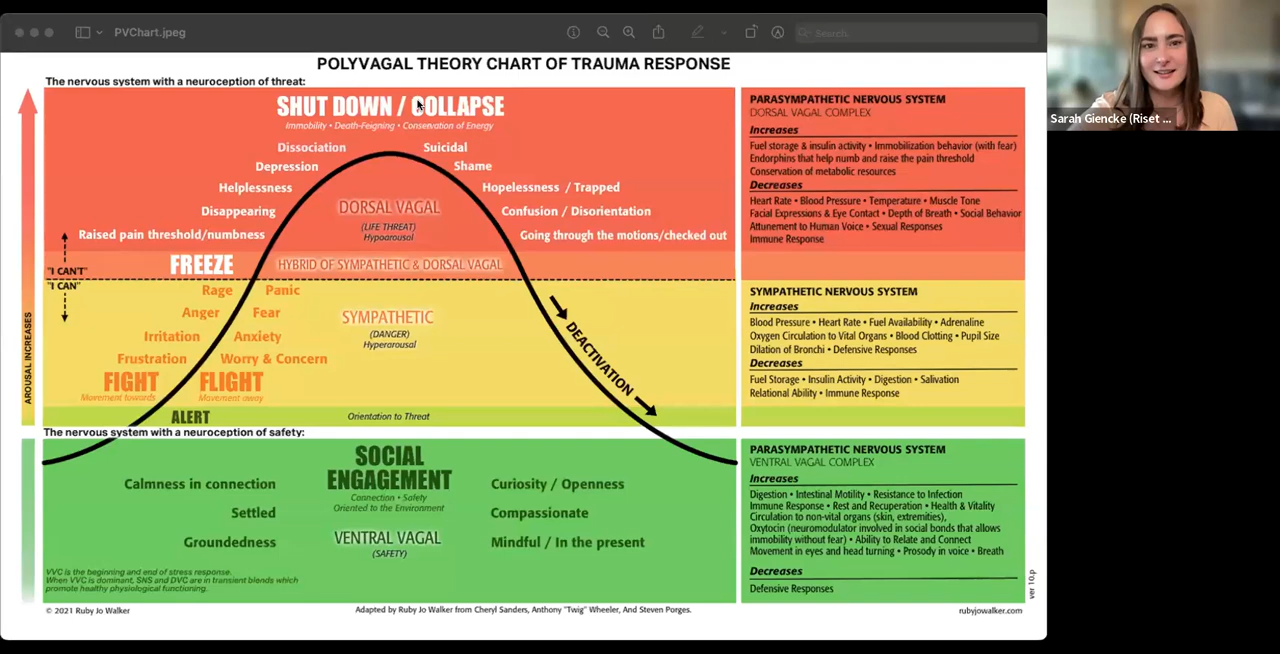 PVChart.jpeg
Search
Sarah Giencke (Riset ...
POLYVAGAL THEORY CHART OF TRAUMA RESPONSE
The nervous system with a neuroception of threat:
SHUT DOWN / COLLAPSE
Immobility • Death-Feigning • Conservation of Energy
Dissociation
Suicidal
Depression
Shame
Helplessness
Hopelessness / Trapped
Disappearing
DORSAL VAGAL
Confusion / Disorientation
(LIFE THREAT)
Hypoarousal
Raised pain threshold/numbness
Going through the motions/checked out
FREEZE
HYBRID OF SYMPATHETIC & DORSAL VAGAL
"I CAN'T"
"I CAN"
Rage
Panic
Anger
Fear
SYMPATHETIC
(DANGER)
Hyperarousal
Irritation
Anxiety
Frustration
Worry & Concern
FIGHT
Movement towards
FLIGHT
Movement away
DEACTIVATION
AROUSAL INCREASES
ALERT
Orientation to Threat
The nervous system with a neuroception of safety:
SOCIAL
ENGAGEMENT
Connection • Safety
Oriented to the Environment
Calmness in connection
Curiosity / Openness
Settled
Compassionate
Groundedness
VENTRAL VAGAL
(SAFETY)
Mindful / In the present
VVC is the beginning and end of stress response.
When VVC is dominant, SNS and DVC are in transient blends which
promote healthy physiological functioning.
PARASYMPATHETIC NERVOUS SYSTEM
DORSAL VAGAL COMPLEX
Increases
Fuel storage & insulin activity • Immobilization behavior (with fear)
Endorphins that help numb and raise the pain threshold
Conservation of metabolic resources
Decreases
Heart Rate • Blood Pressure • Temperature • Muscle Tone
Facial Expressions & Eye Contact • Depth of Breath • Social Behavior
Attunement to Human Voice • Sexual Responses
Immune Response
SYMPATHETIC NERVOUS SYSTEM
Increases
Blood Pressure • Heart Rate • Fuel Availability • Adrenaline
Oxygen Circulation to Vital Organs • Blood Clotting • Pupil Size
Dilation of Bronchi • Defensive Responses
Decreases
Fuel Storage • Insulin Activity • Digestion • Salivation
Relational Ability • Immune Response
PARASYMPATHETIC NERVOUS SYSTEM
VENTRAL VAGAL COMPLEX
Increases
Digestion • Intestinal Motility • Resistance to Infection
Immune Response • Rest and Recuperation • Health & Vitality
Circulation to non-vital organs (skin, extremities),
Oxytocin (neuromodulator involved in social bonds that allows
immobility without fear) • Ability to Relate and Connect
Movement in eyes and head turning • Prosody in voice • Breath
Decreases
Defensive Responses
ver 10.p
© 2021 Ruby Jo Walker
Adapted by Ruby Jo Walker from Cheryl Sanders, Anthony "Twig" Wheeler, And Steven Porges.
rubyjowalker.com